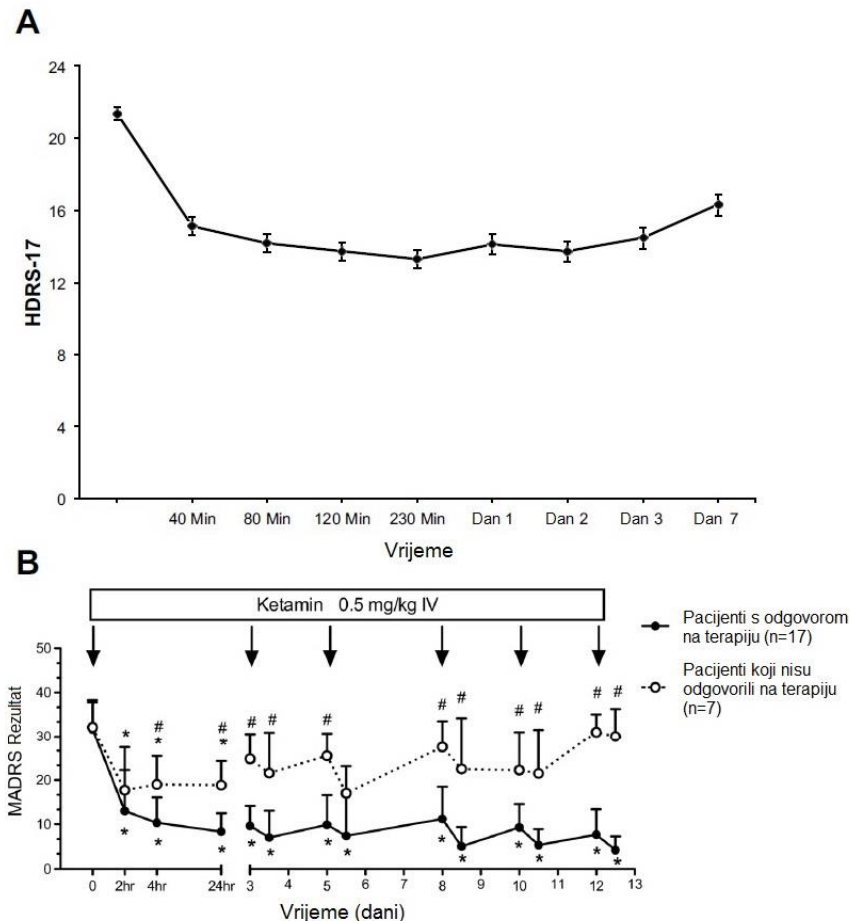 A
24
20
16
12
8
4
0
HDRS-17
40 Min 80 Min 120 Min 230 Min Dan 1 Dan 2 Dan 3 Dan 7
Vrijeme
B
Ketamin 0.5 mg/kg IV
Pacijenti s odgovorom
na terapiju (n=17)
Pacijenti koji nisu
odgovorili na terapiju
(n=7)
50
40
30
20
10
0
MADRS Rezultat
* # * # * # # # # # # # # #
* * * * * * * * * * * *
0 2hr 4hr 24hr 3 4 5 6 7 8 9 10 11 12 13
Vrijeme (dani)